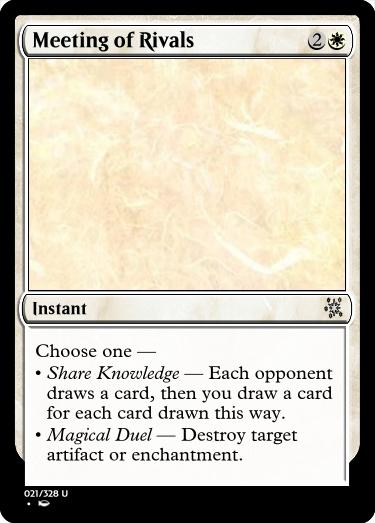 Meeting of Rivals 2
Instant
Choose one —
• Share Knowledge — Each opponent
draws a card, then you draw a card
for each card drawn this way.
• Magical Duel — Destroy target
artifact or enchantment.
021/328 U